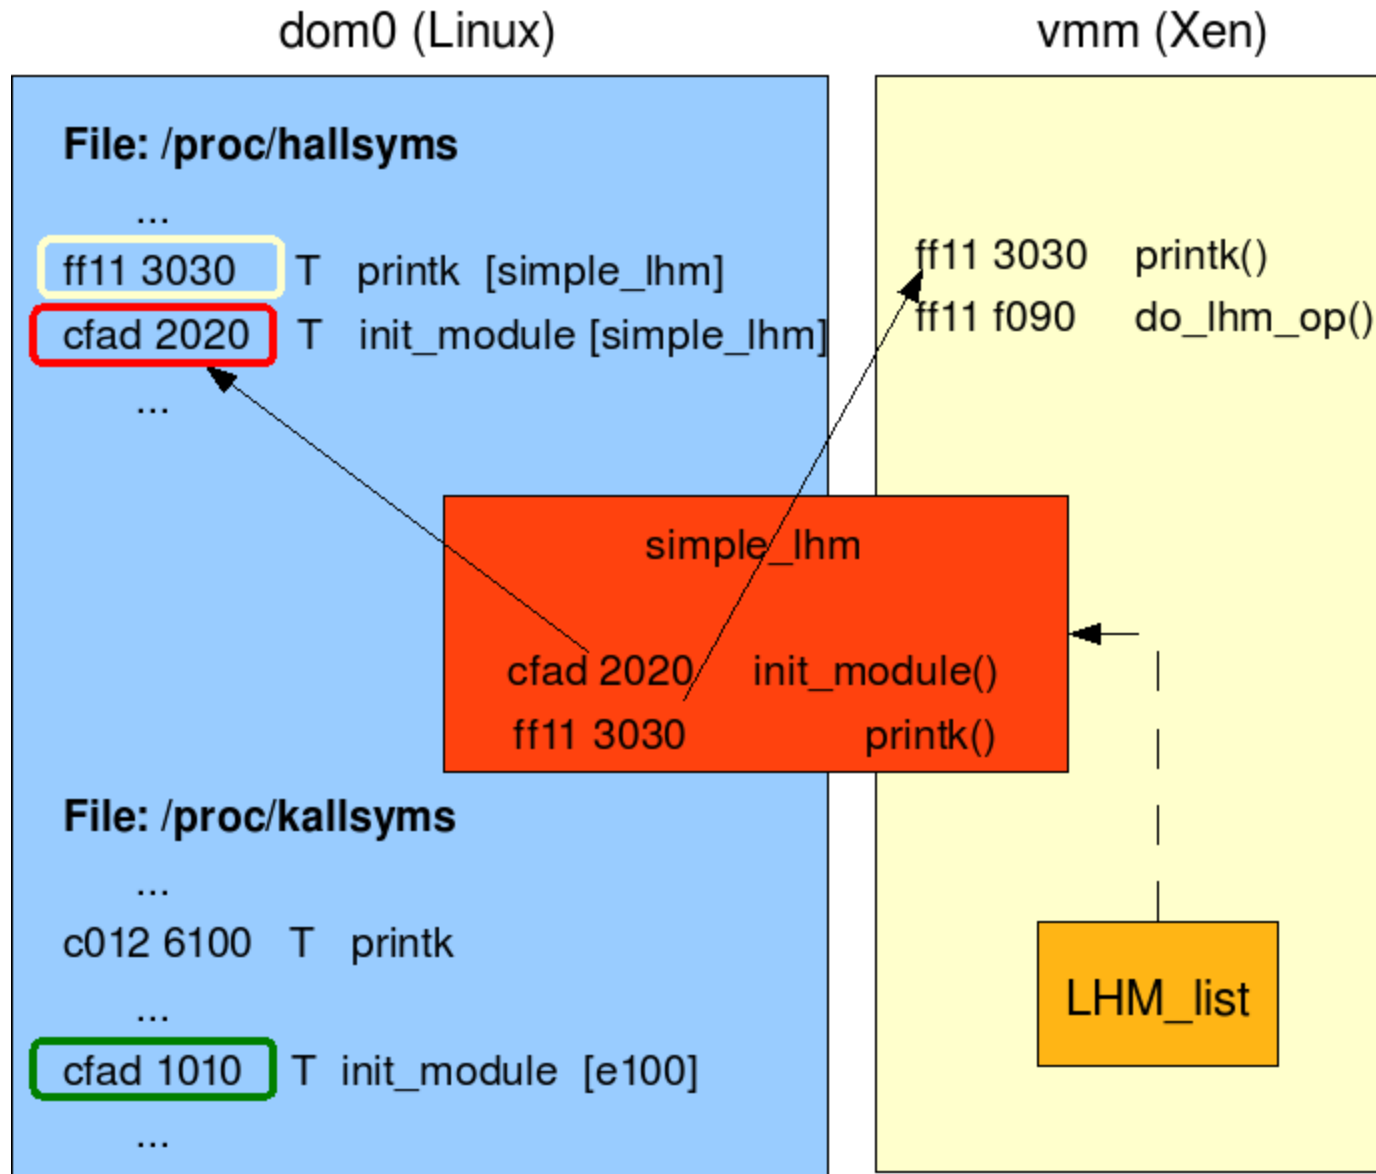 dom0 (Linux)
vmm (Xen)
File: /proc/hallsyms
...
ff11 3030 T printk [simple_lhm]
cfad 2020 T init_module [simple_lhm]
...
ff11 3030 printk()
ff11 f090 do_lhm_op()
simple_lhm
cfad 2020 init_module()
ff11 3030 printk()
File: /proc/kallsyms
...
c012 6100 T printk
...
cfad 1010 T init_module [e100]
...
LHM_list